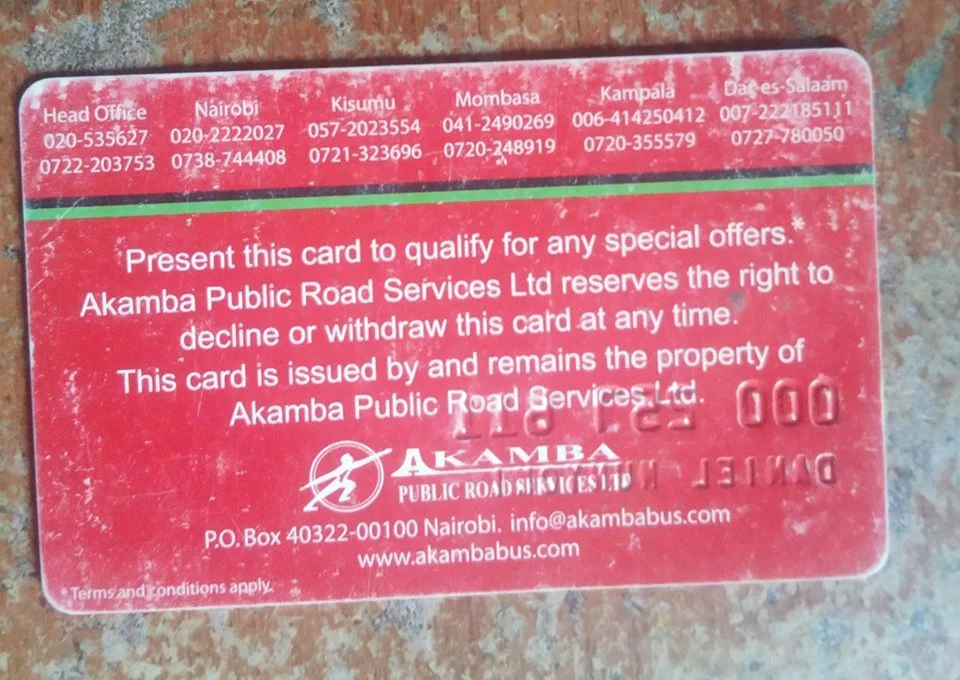 Head Office Nairobi Kisumu Mombasa Kampala Dar-es-Salaam
020-535627 020-2222027 057-2023554 041-2490269 006-414250412 007-222185111
0722-203753 0738-744408 0721-323696 0720-248919 0720-355579 0727-780050
Present this card to qualify for any special offers.*
Akamba Public Road Services Ltd reserves the right to
decline or withdraw this card at any time.
This card is issued by and remains the property of
Akamba Public Road Services Ltd.
000
DANIEL
AKAMBA
PUBLIC ROAD SERVICES LTD
P.O. Box 40322-00100 Nairobi. info@akambabus.com
www.akambabus.com
*Terms and conditions apply.